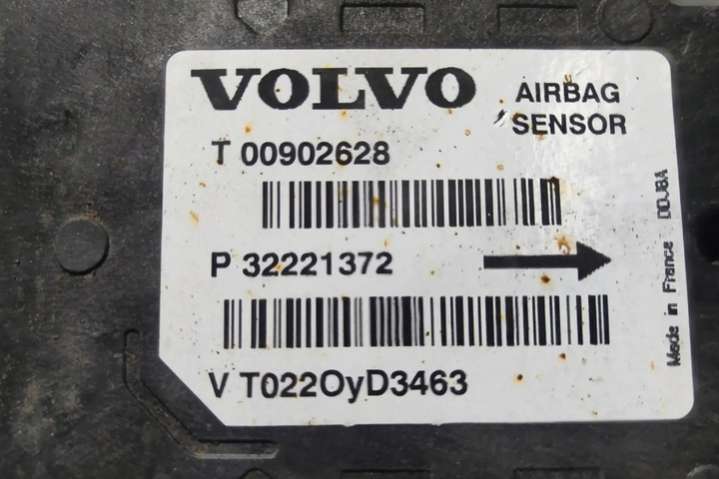 VOLVO
AIRBAG
SENSOR
T 00902628
P 32221372
V T022OyD3463
Made in France